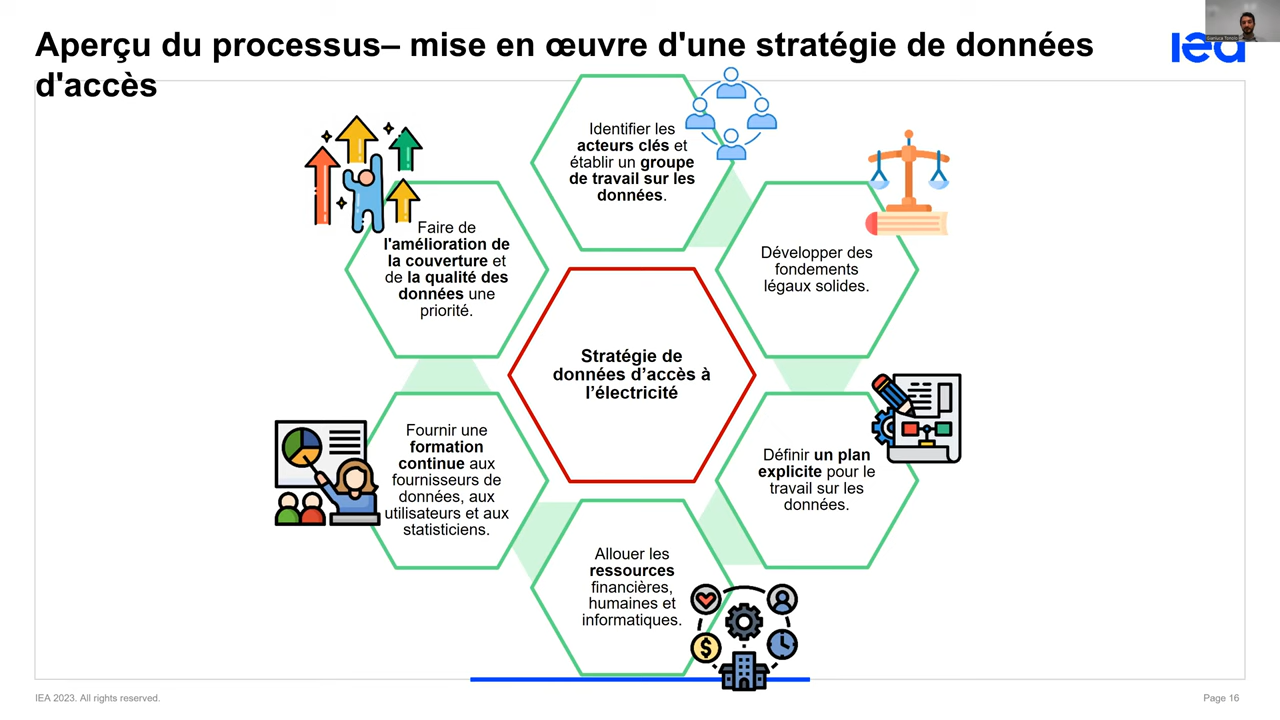 Aperçu du processus– mise en œuvre d'une stratégie de données
d'accès
iea
Identifier les
acteurs clés et
établir un groupe
de travail sur les
données.
Développer des
fondements
légaux solides.
Définir un plan
explicite pour le
travail sur les
données.
Allouer les
ressources
financières,
humaines et
informatiques.
Fournir une
formation
continue aux
fournisseurs de
données, aux
utilisateurs et aux
statisticiens.
Faire de
l'amélioration de
la couverture et
de la qualité des
données une
priorité.
Stratégie de
données d’accès à
l’électricité
$
IEA 2023. All rights reserved.
Page 16